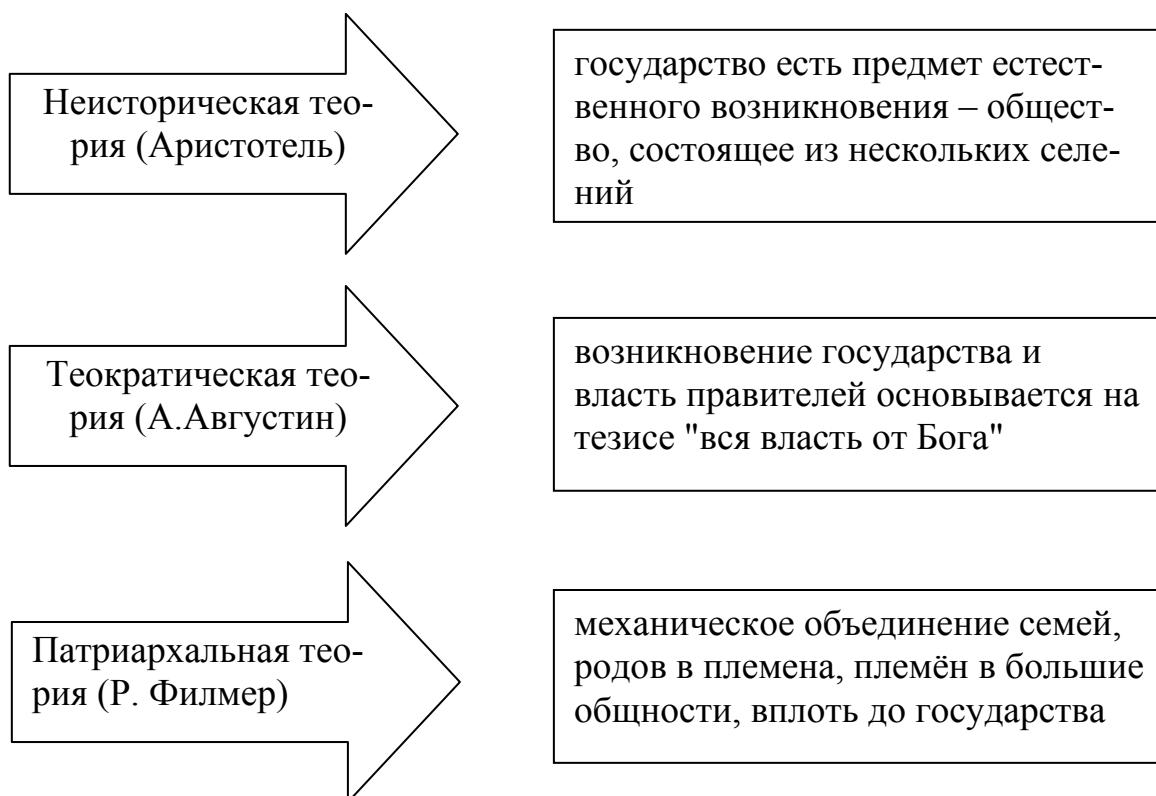 Неисторическая тео-
рия (Аристотель)
государство есть предмет естест-
венного возникновения – общест-
во, состоящее из нескольких селе-
ний
Теократическая тео-
рия (А.Августин)
возникновение государства и
власть правителей основывается на
тезисе "вся власть от Бога"
Патриархальная тео-
рия (Р. Филмер)
механическое объединение семей,
родов в племена, племён в большие
общности, вплоть до государства